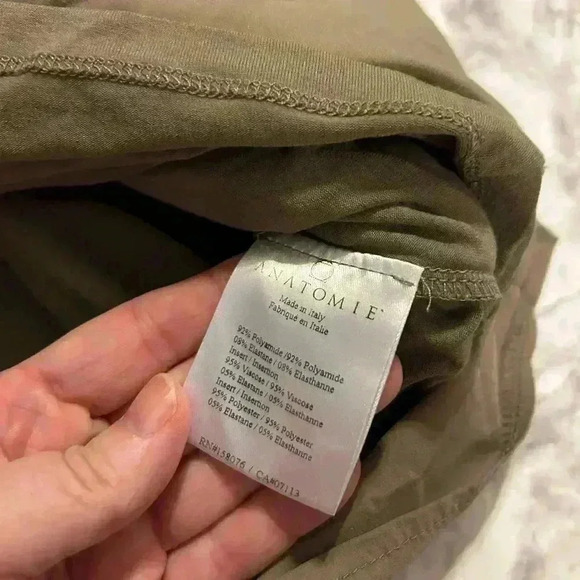 ANATOMIE
Made in Italy
Fabriqué en Italie
92% Polyamide/92% Polyamide
08% Elastane / 08% Elasthanne
Insert / Insertion
95% Viscose / 95% Viscose
05% Elastane / 05% Elasthanne
Insert / Insertion
95% Polyester / 95% Polyester
05% Elastane / 05% Elasthanne
RN#158076 / CA#07113